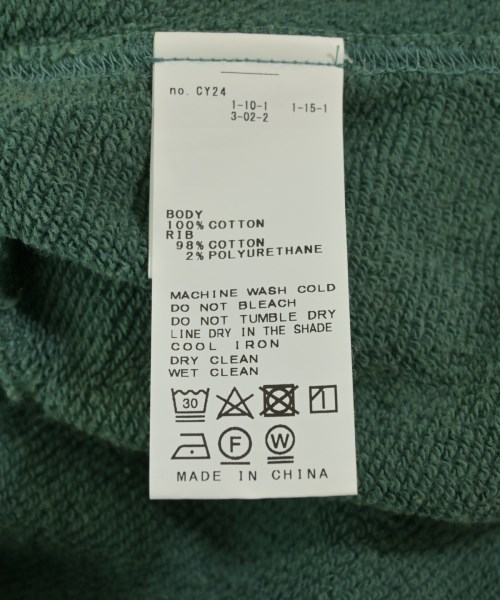 no. CY24
1-10-1 1-15-1
3-02-2
BODY
100% COTTON
RIB
98% COTTON
2% POLYURETHANE
MACHINE WASH COLD
DO NOT BLEACH
DO NOT TUMBLE DRY
LINE DRY IN THE SHADE
COOL IRON
DRY CLEAN
WET CLEAN
30
F W
MADE IN CHINA